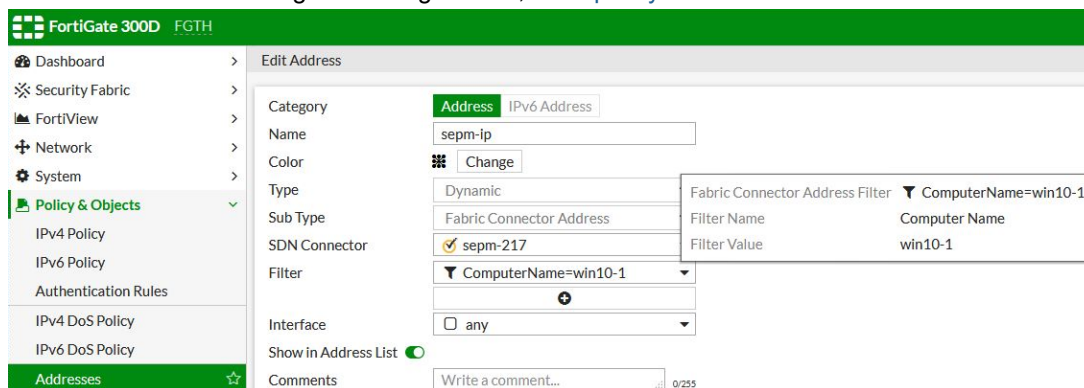 FortiGate 300D FGTH
Dashboard
Security Fabric
FortiView
Network
System
Policy & Objects
IPv4 Policy
IPv6 Policy
Authentication Rules
IPv4 DoS Policy
IPv6 DoS Policy
Addresses
Edit Address
Category Address IPv6 Address
Name sepm-ip
Color Change
Type Dynamic
Sub Type Fabric Connector Address
SDN Connector sepm-217
Filter ComputerName=win10-1
Interface any
Show in Address List
Comments Write a comment... 0/255
Fabric Connector Address Filter ComputerName=win10-1
Filter Name Computer Name
Filter Value win10-1